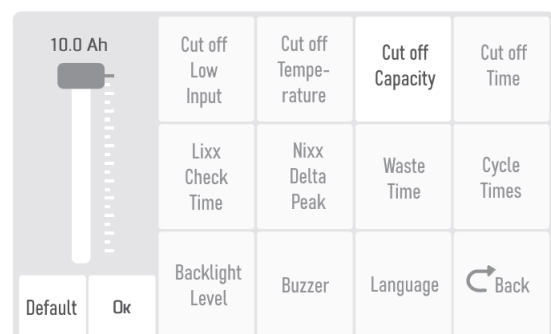 10.0 Ah
Cut off
Low
Input
Cut off
Tempe-
rature
Cut off
Capacity
Cut off
Time
Lixx
Check
Time
Nixx
Delta
Peak
Waste
Time
Cycle
Times
Backlight
Level
Buzzer
Language
Back
Default
Ok